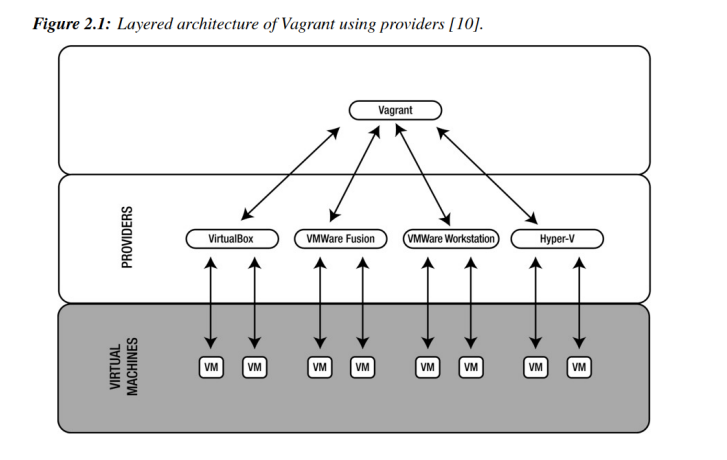 Figure 2.1: Layered architecture of Vagrant using providers [10].
Vagrant
PROVIDERS
VirtualBox
VMWare Fusion
VMWare Workstation
Hyper-V
VIRTUAL
MACHINES
VM
VM
VM
VM
VM
VM
VM
VM